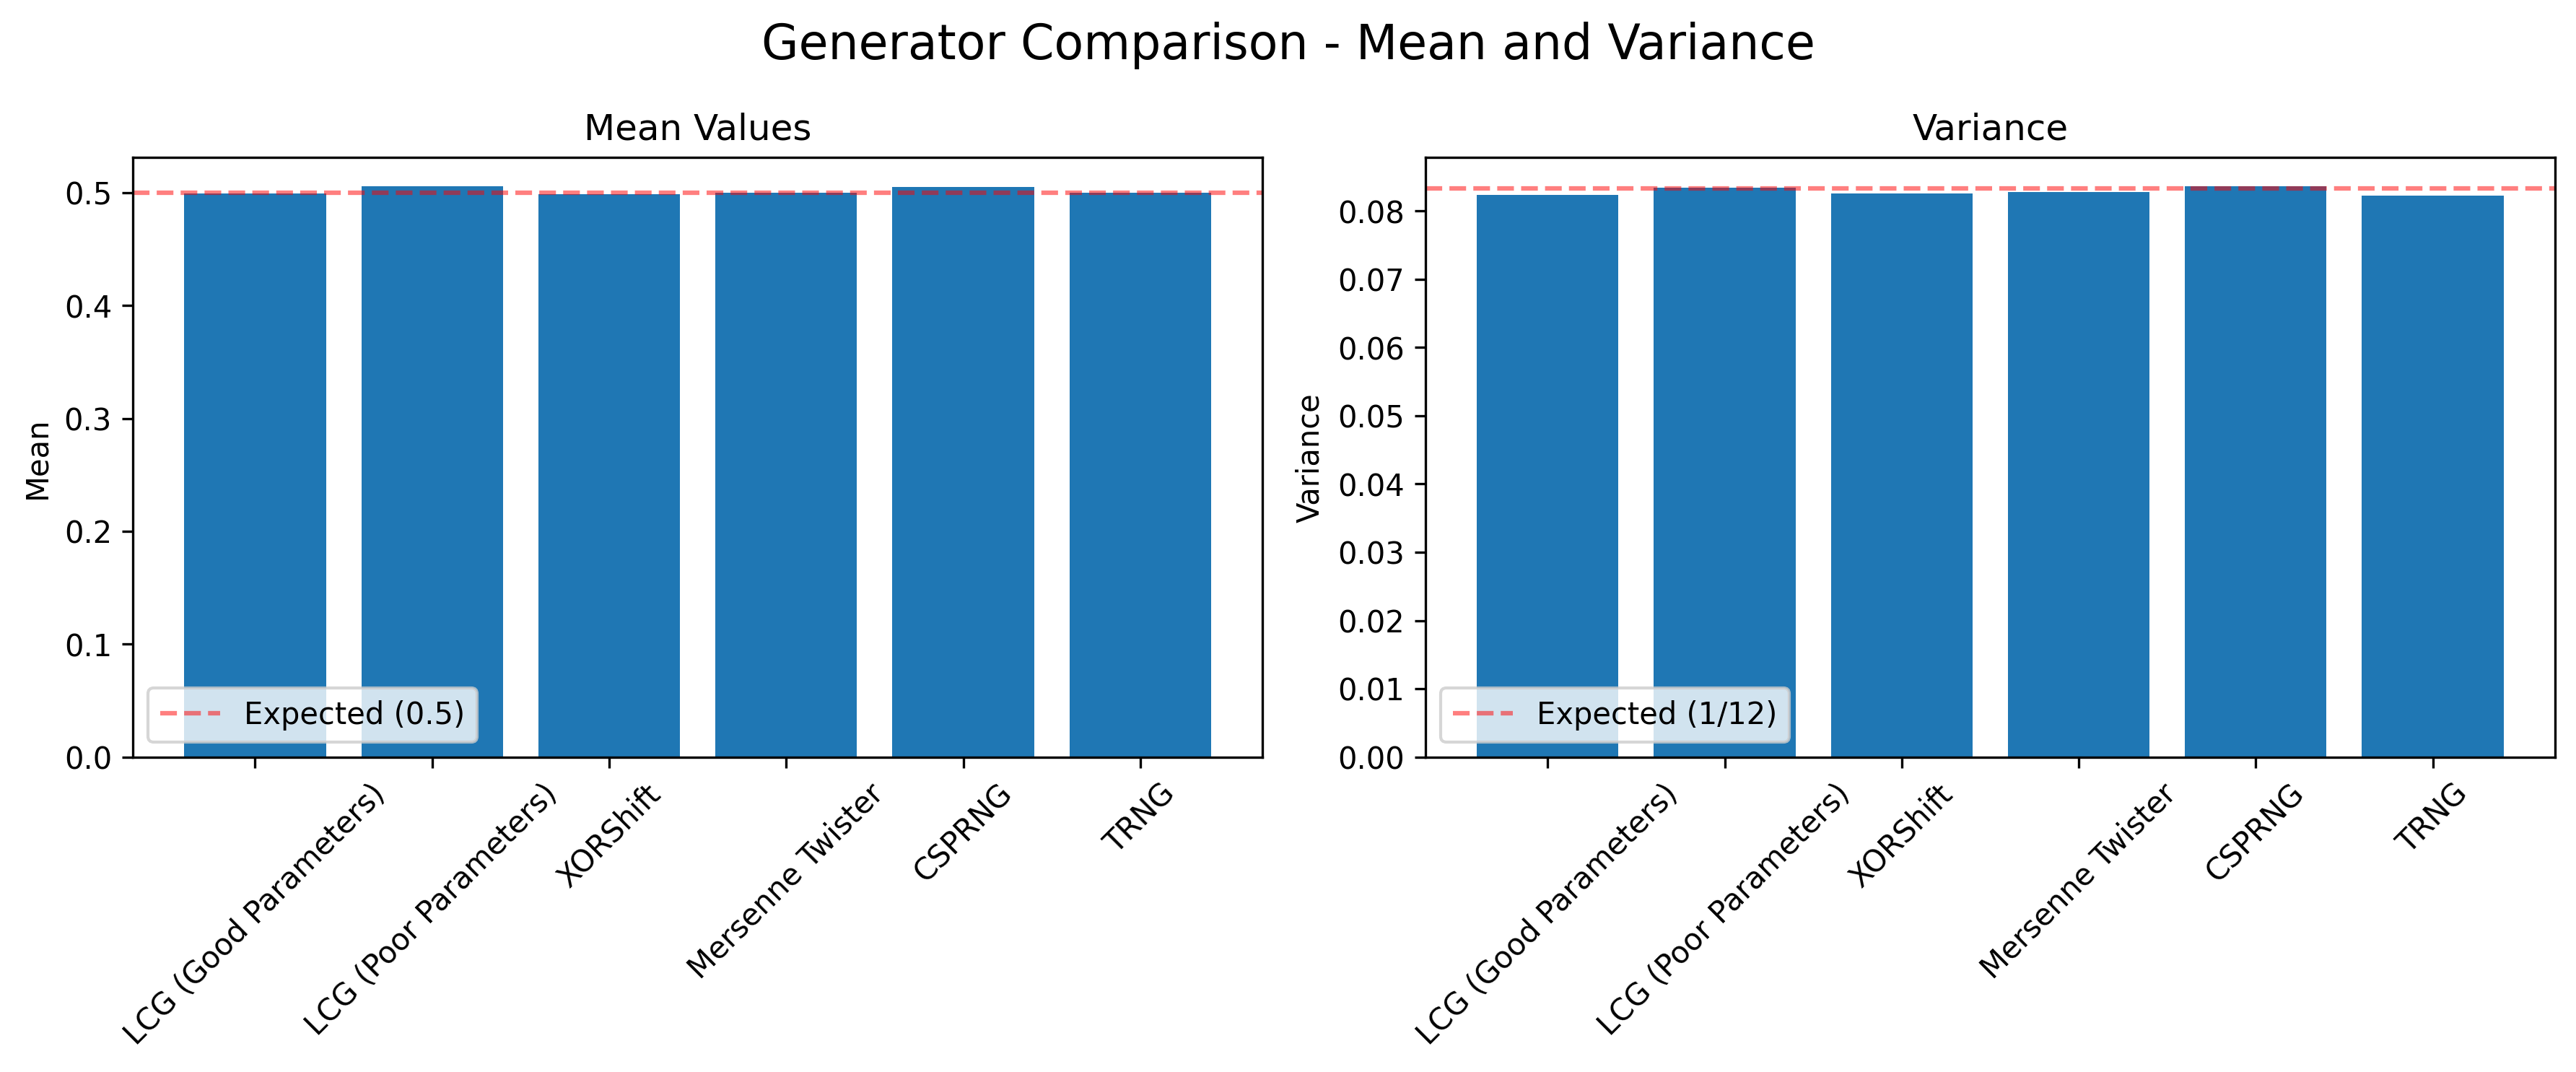 Generator Comparison - Mean and Variance
Mean Values
Mean
0.5
0.4
0.3
0.2
0.1
0.0
Expected (0.5)
LCG (Good Parameters)
LCG (Poor Parameters)
XORShift
Mersenne Twister
CSPRNG
TRNG
Variance
Variance
0.08
0.07
0.06
0.05
0.04
0.03
0.02
0.01
0.00
Expected (1/12)
LCG (Good Parameters)
LCG (Poor Parameters)
XORShift
Mersenne Twister
CSPRNG
TRNG